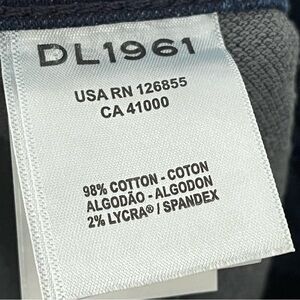 DL1961
USA RN 126855
CA 41000
98% COTTON - COTON
ALGODÃO - ALGODON
2% LYCRA® / SPANDEX